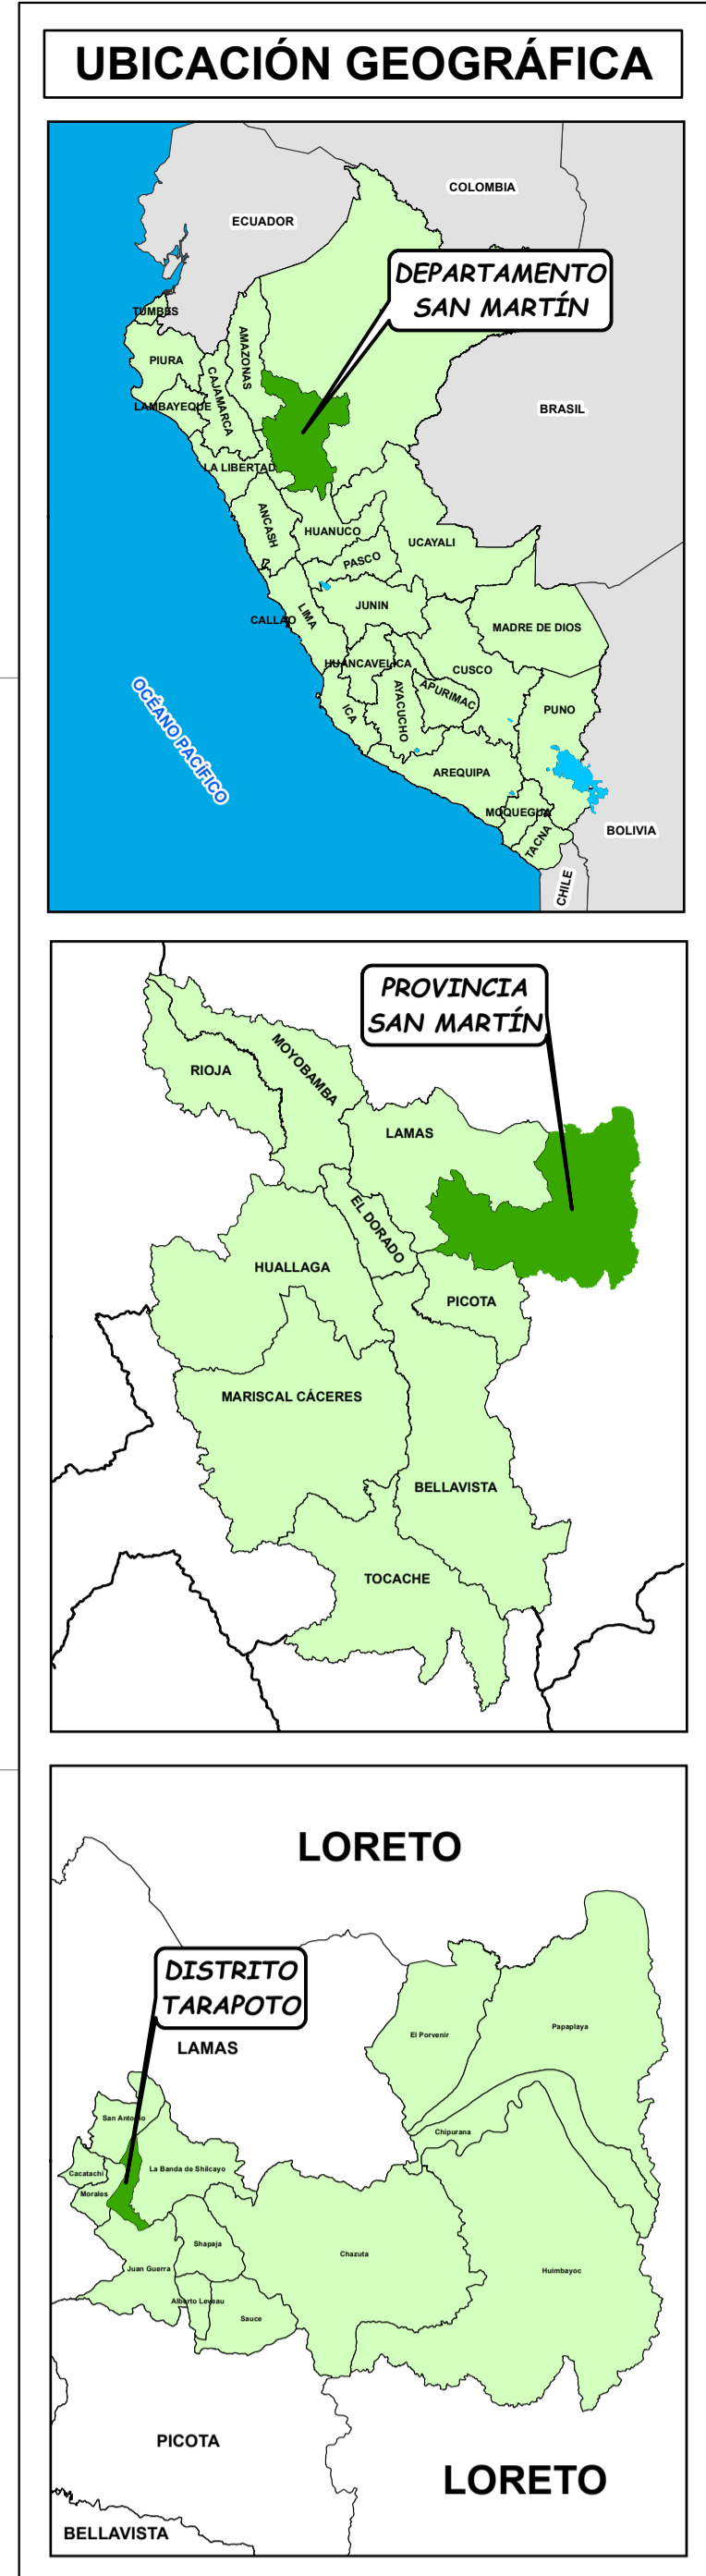 UBICACIÓN GEOGRÁFICA
COLOMBIA
ECUADOR
DEPARTAMENTO
SAN MARTÍN
TUMBES
AMAZONAS
PIURA
CAJAMARCA
LAMBAYEQUE
BRASIL
LA LIBERTAD
ANCASH
HUANUCO
UCAYALI
PASCO
JUNIN
LIMA
CALLAO
MADRE DE DIOS
HUANCAVELICA
CUSCO
APURIMAC
AYACUCHO
ICA
PUNO
OCÉANO PACÍFICO
AREQUIPA
MOQUEGUA
TACNA
BOLIVIA
CHILE
PROVINCIA
SAN MARTÍN
MOYOBAMBA
RIOJA
LAMAS
EL DORADO
HUALLAGA
PICOTA
MARISCAL CÁCERES
BELLAVISTA
TOCACHE
LORETO
DISTRITO
TARAPOTO
LAMAS
El Porvenir
Papaplaya
San Antonio
Chipurana
La Banda de Shilcayo
Cacatachi
Morales
Shapaja
Chazuta
Juan Guerra
Huimbayoc
Alberto Leveau
Sauce
PICOTA
LORETO
BELLAVISTA